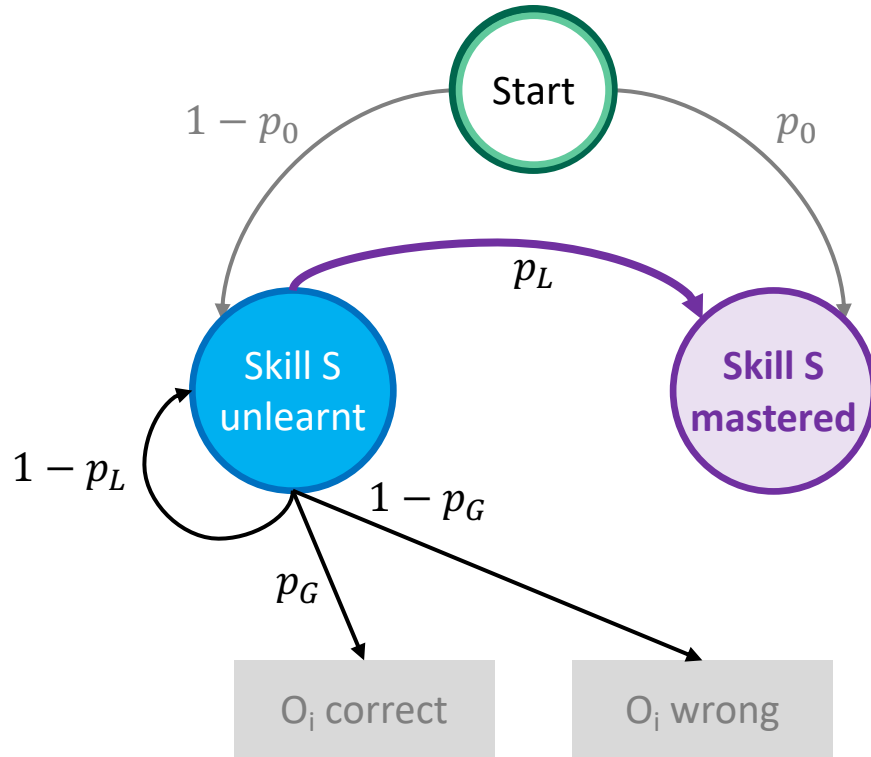 Start
1 − p₀
p₀
p_L
Skill S
unlearnt
Skill S
mastered
1 − p_L
1 − p_G
p_G
Oᵢ correct
Oᵢ wrong